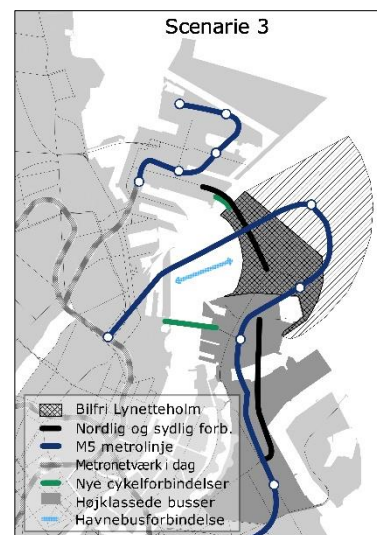 Scenarie 3
Bilfri Lynetteholm
Nordlig og sydlig forb.
M5 metrolinje
Metronetværk i dag
Nye cykelforbindelser
Højklassede busser
Havnebusforbindelse